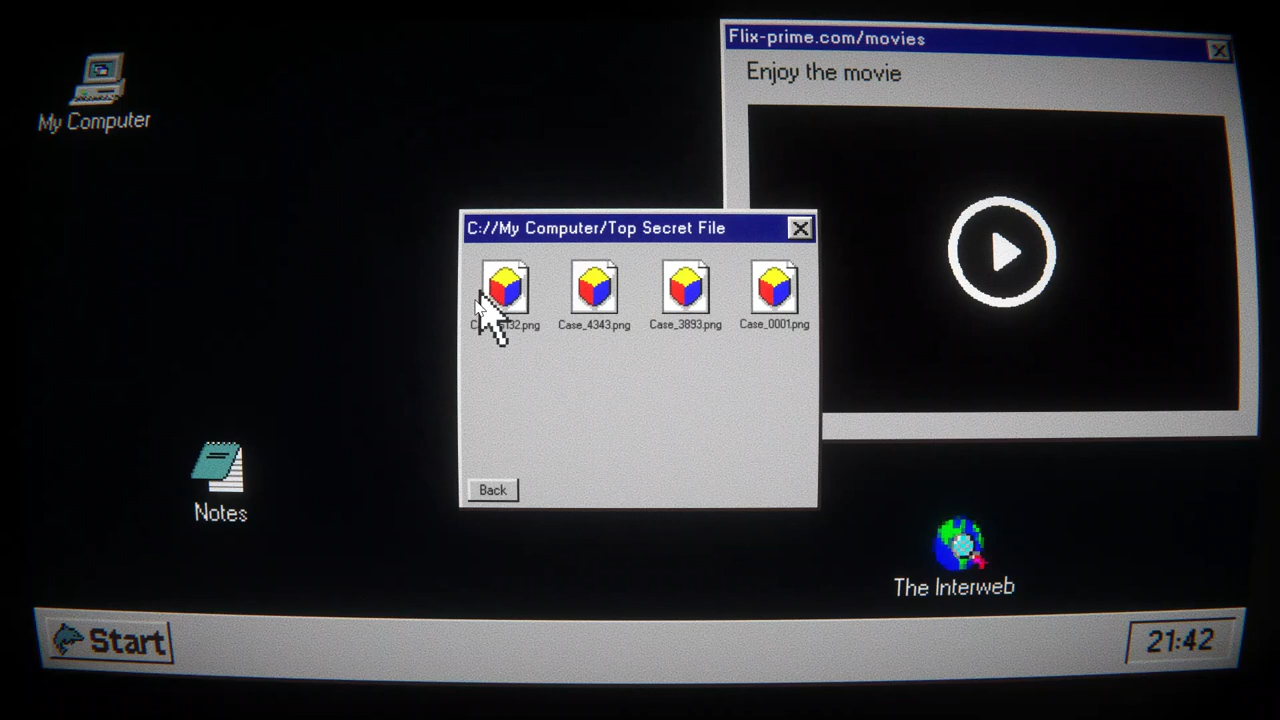 My Computer
Flix-prime.com/movies
Enjoy the movie
C://My Computer/Top Secret File
Case_4343.png
Case_3893.png
Case_0001.png
Back
Notes
The Interweb
Start
21:42